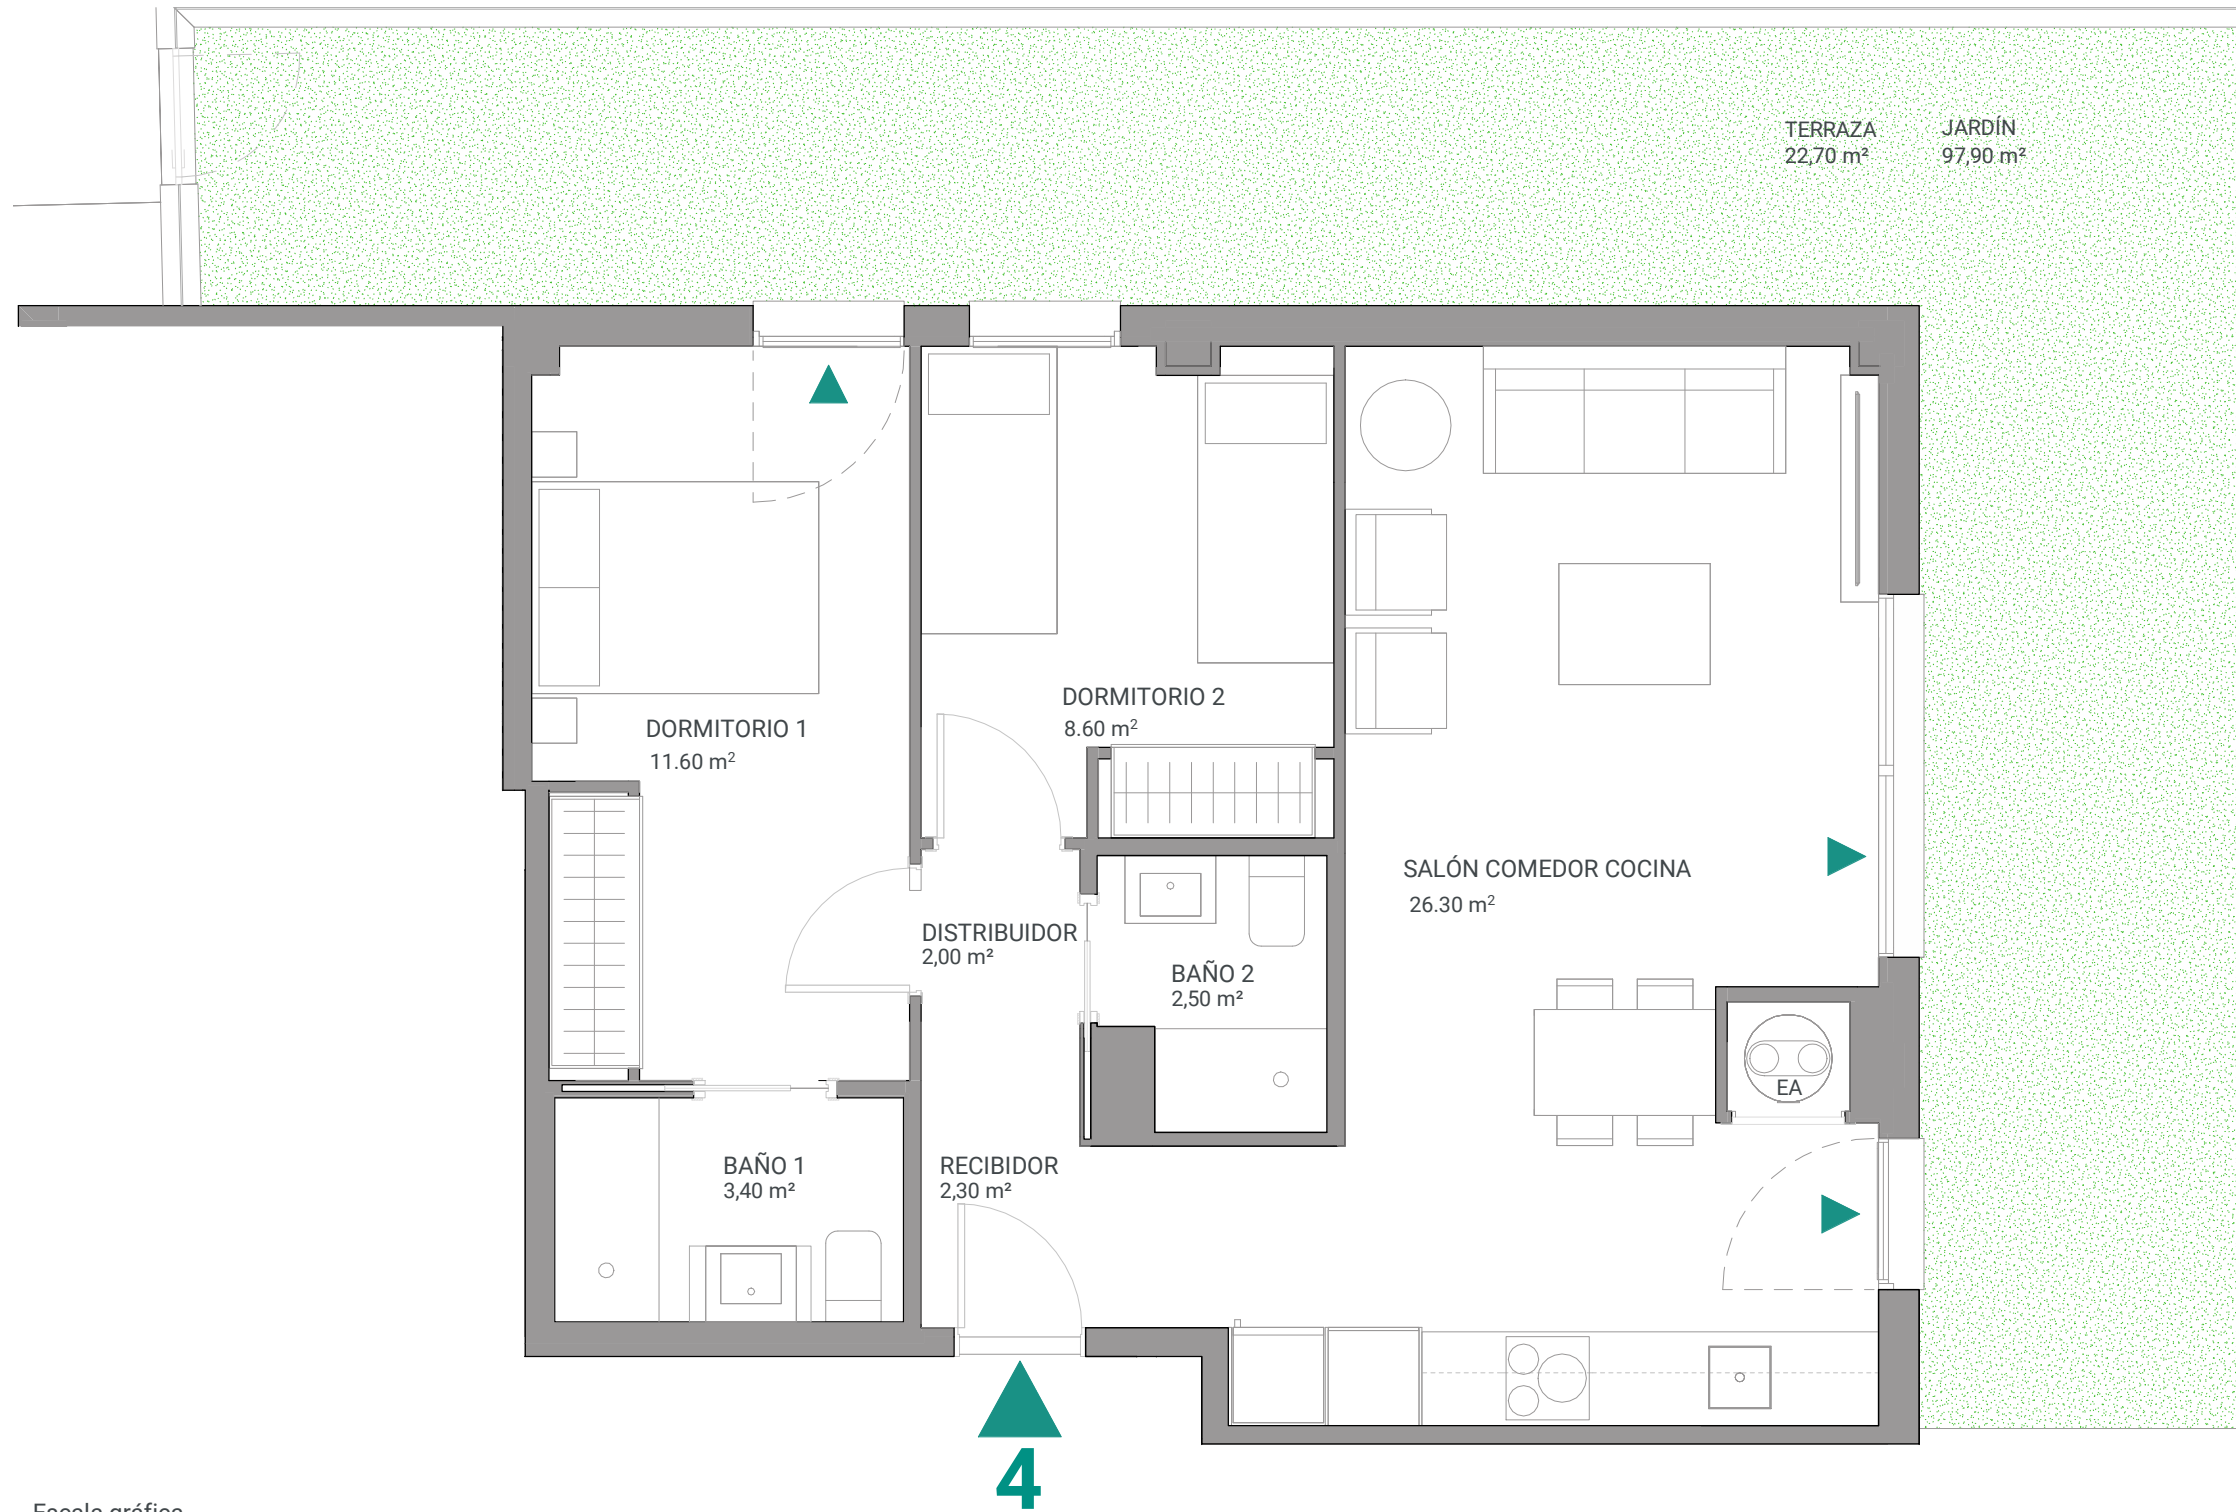 TERRAZA
22,70 m²
JARDÍN
97,90 m²
DORMITORIO 2
8.60 m²
DORMITORIO 1
11.60 m²
SALÓN COMEDOR COCINA
26.30 m²
DISTRIBUIDOR
2,00 m²
BAÑO 2
2,50 m²
EA
BAÑO 1
3,40 m²
RECIBIDOR
2,30 m²
4
Escala gráfica